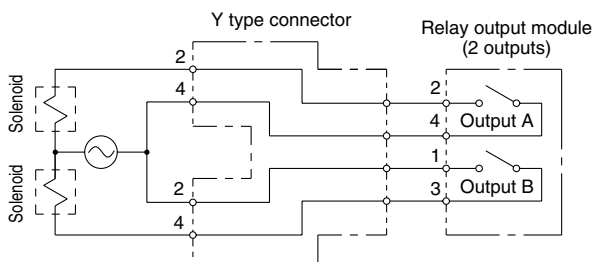 Y type connector
Relay output module
(2 outputs)
2
4
Solenoid
2
4
Output A
1
Solenoid
2
3
Output B
4